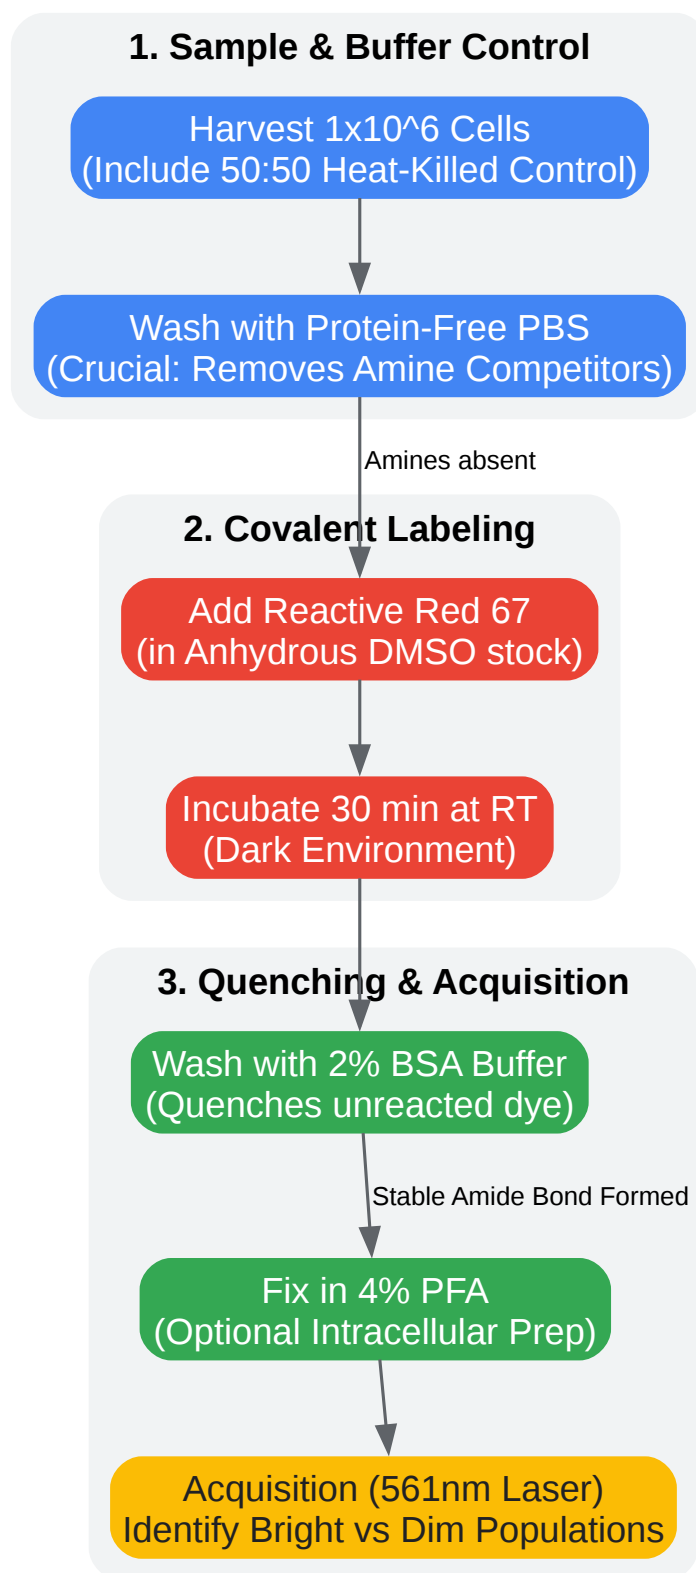 1. Sample & Buffer Control
Harvest 1x10^6 Cells
(Include 50:50 Heat-Killed Control)
Wash with Protein-Free PBS
(Crucial: Removes Amine Competitors)
Amines absent
2. Covalent Labeling
Add Reactive Red 67
(in Anhydrous DMSO stock)
Incubate 30 min at RT
(Dark Environment)
3. Quenching & Acquisition
Wash with 2% BSA Buffer
(Quenches unreacted dye)
Stable Amide Bond Formed
Fix in 4% PFA
(Optional Intracellular Prep)
Acquisition (561nm Laser)
Identify Bright vs Dim Populations